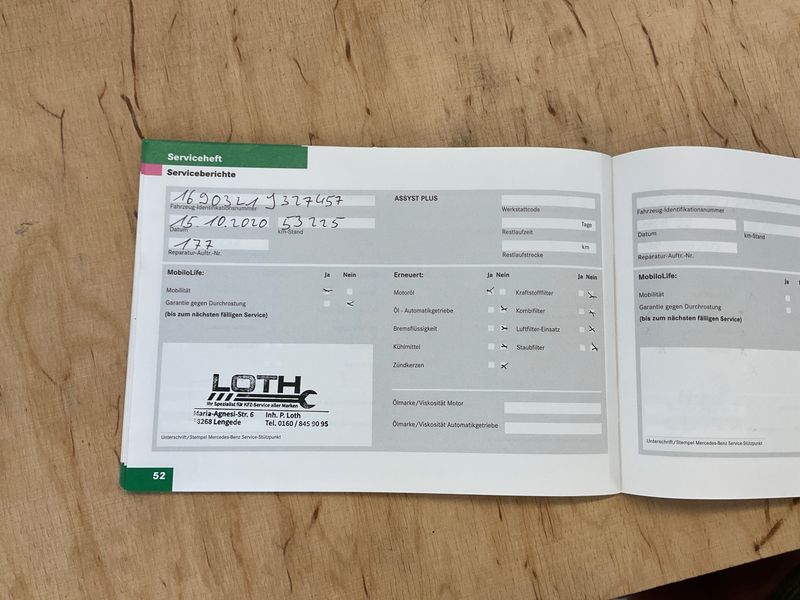 Serviceheft
Serviceberichte
1690321J327457
Fahrzeug-Identifikationsnummer
15.10.2020 53225
Datum km-Stand
177
Reparatur-Auftr.-Nr.
ASSYST PLUS
Werkstattcode
Tage
Restlaufzeit
km
Restlaufstrecke
MobiloLife: Ja Nein
Mobilität
Garantie gegen Durchrostung
(bis zum nächsten fälligen Service)
Erneuert: Ja Nein Ja Nein
Motoröl Kraftstofffilter
Öl - Automatikgetriebe Kombifilter
Bremsflüssigkeit Luftfilter-Einsatz
Kühlmittel Staubfilter
Zündkerzen
Ölmarke/Viskosität Motor
Ölmarke/Viskosität Automatikgetriebe
LOTH
Ihr Spezialist für KFZ-Service aller Marken
Maria-Agnesi-Str. 6 Inh. P. Loth
38268 Lengede Tel. 0160 / 845 90 95
Unterschrift/Stempel Mercedes-Benz Service-Stützpunkt
52
Fahrzeug-Identifikationsnummer
Datum km-Stand
Reparatur-Auftr.-Nr.
MobiloLife: Ja
Mobilität
Garantie gegen Durchrostung
(bis zum nächsten fälligen Service)
Unterschrift/Stempel Mercedes-Benz Service-Stützpunkt